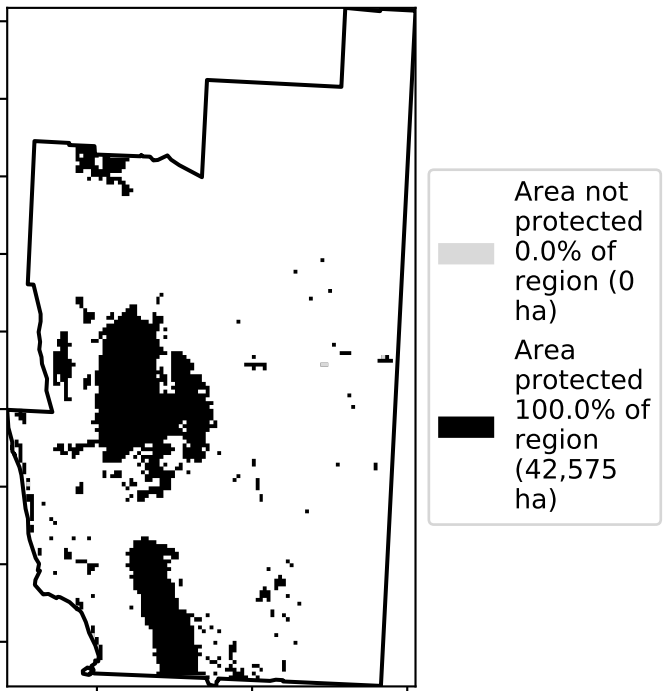 Area not
protected
0.0% of
region (0
ha)
Area
protected
100.0% of
region
(42,575
ha)